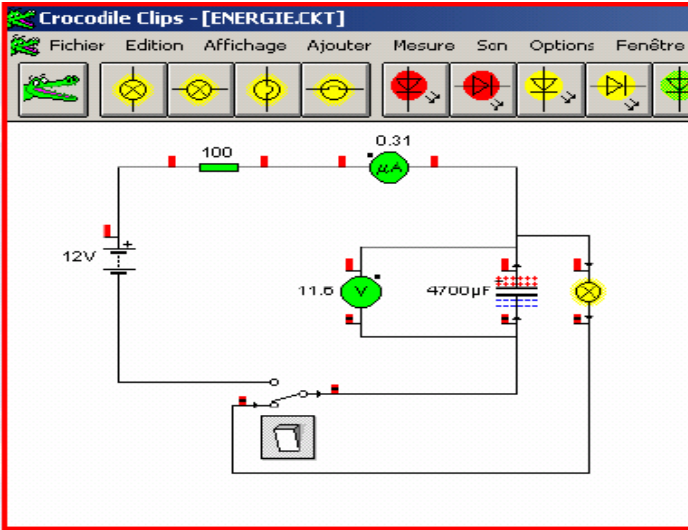 Crocodile Clips - [ENERGIE.CKT]
Fichier Edition Affichage Ajouter Mesure Son Options Fenêtre
0.31
100
µA
12V
+
11.6 V 4700µF